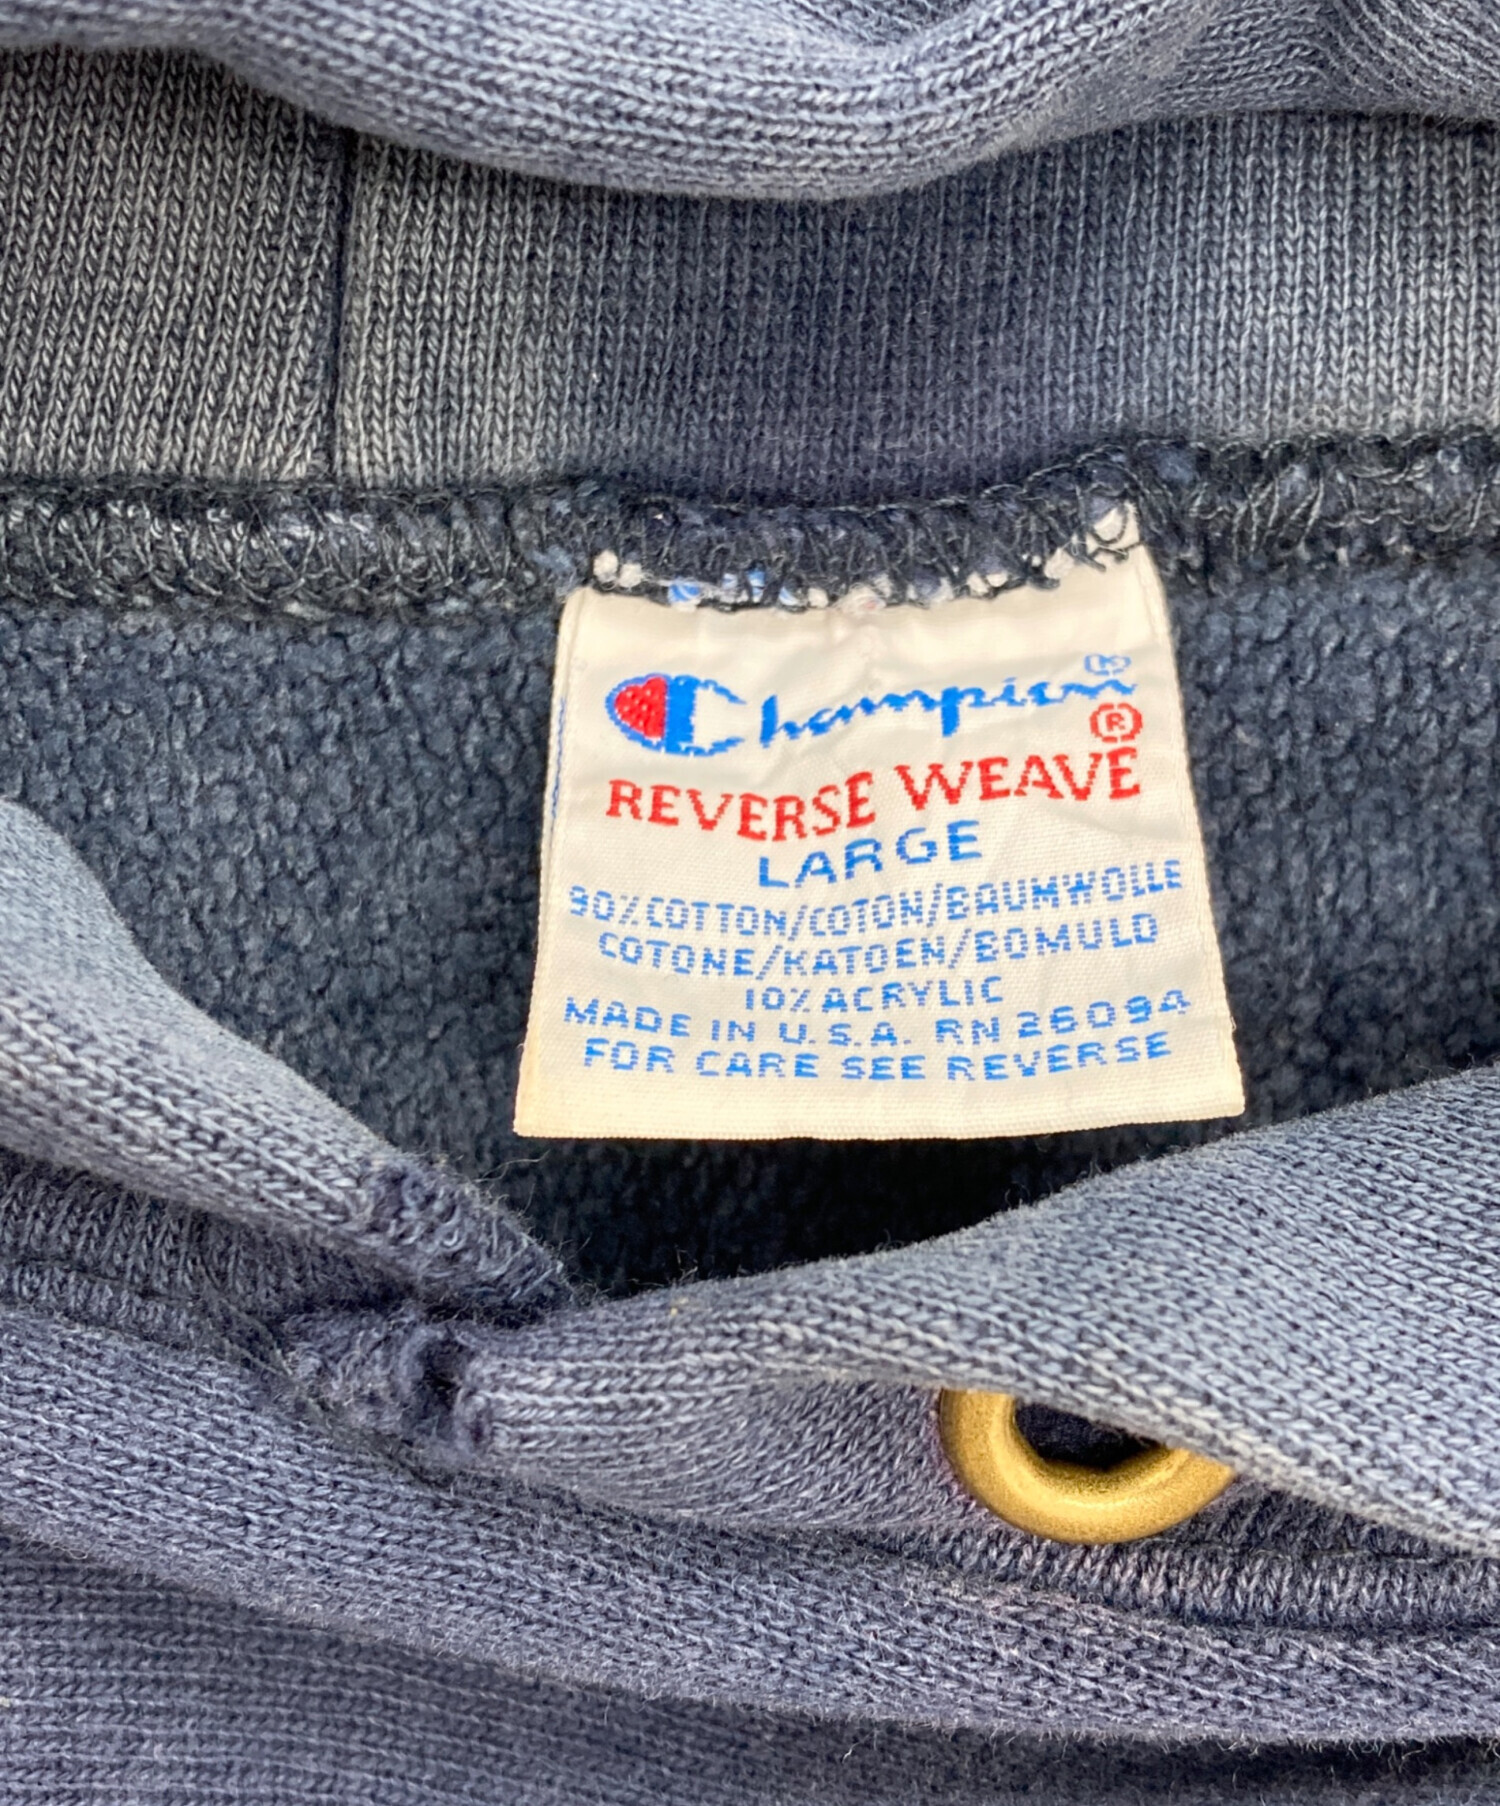 Champion®
®
REVERSE WEAVE
LARGE
90%COTTON/COTON/BAUMWOLLE
COTONE/KATOEN/BOMULD
10% ACRYLIC
MADE IN U.S.A. RN 26094
FOR CARE SEE REVERSE